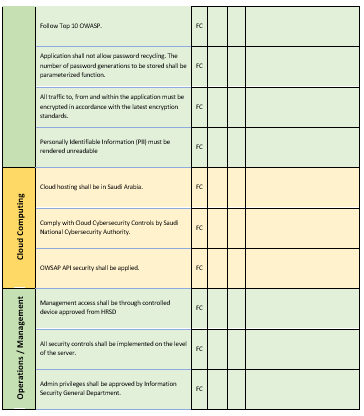 Follow Top 10 OWASP.
FC
Application shall not allow password recycling. The
number of password generations to be stored shall be
parameterized function.
FC
All traffic to, from and within the application must be
encrypted in accordance with the latest encryption
standards.
FC
Personally Identifiable Information (PII) must be
rendered unreadable
FC
Cloud Computing
Cloud hosting shall be in Saudi Arabia.
FC
Comply with Cloud Cybersecurity Controls by Saudi
National Cybersecurity Authority.
FC
OWSAP API security shall be applied.
FC
Operations / Management
Management access shall be through controlled
device approved from HRSD
FC
All security controls shall be implemented on the level
of the server.
FC
Admin privileges shall be approved by Information
Security General Department.
FC